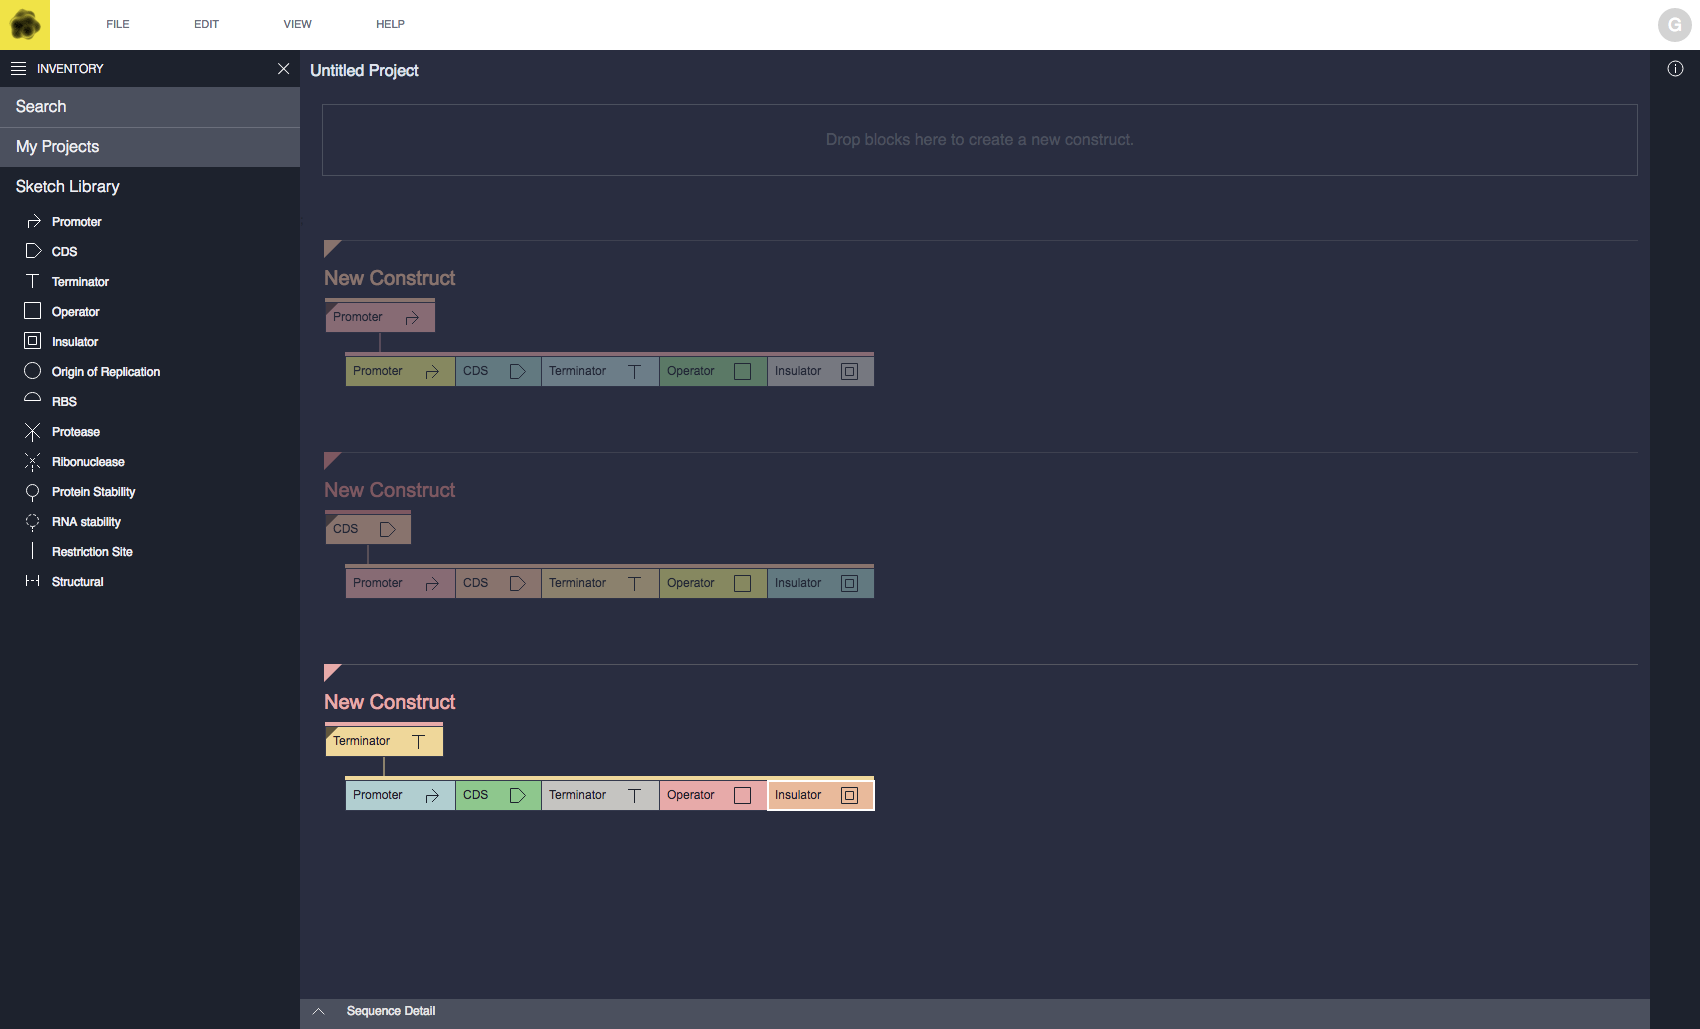 FILE EDIT VIEW HELP G
INVENTORY
Untitled Project
Search
My Projects
Sketch Library
Promoter
CDS
Terminator
Operator
Insulator
Origin of Replication
RBS
Protease
Ribonuclease
Protein Stability
RNA stability
Restriction Site
Structural
Drop blocks here to create a new construct.
New Construct
Promoter
Promoter CDS Terminator Operator Insulator
New Construct
CDS
Promoter CDS Terminator Operator Insulator
New Construct
Terminator
Promoter CDS Terminator Operator Insulator
Sequence Detail